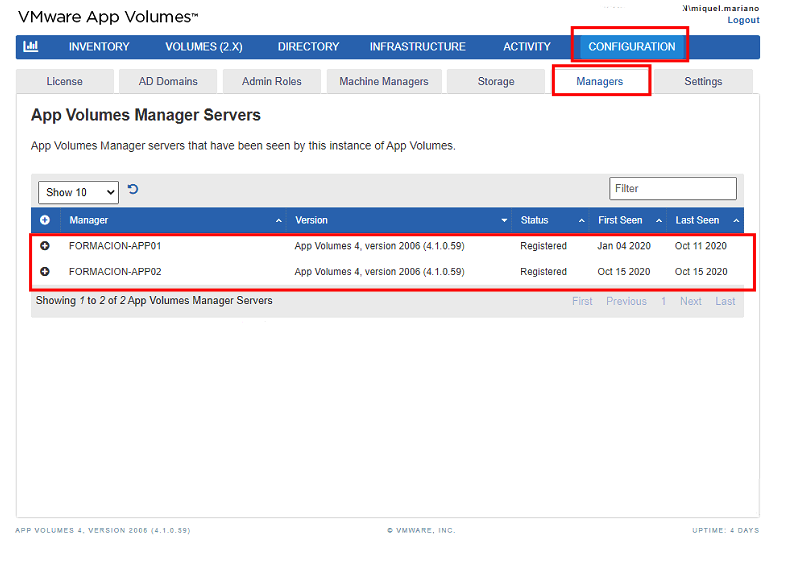 VMware App Volumes™
\miquel.mariano
Logout
INVENTORY VOLUMES (2.X) DIRECTORY INFRASTRUCTURE ACTIVITY CONFIGURATION
License AD Domains Admin Roles Machine Managers Storage Managers Settings
App Volumes Manager Servers
App Volumes Manager servers that have been seen by this instance of App Volumes.
Show 10 Filter
Manager Version Status First Seen Last Seen
FORMACION-APP01 App Volumes 4, version 2006 (4.1.0.59) Registered Jan 04 2020 Oct 11 2020
FORMACION-APP02 App Volumes 4, version 2006 (4.1.0.59) Registered Oct 15 2020 Oct 15 2020
Showing 1 to 2 of 2 App Volumes Manager Servers First Previous 1 Next Last
APP VOLUMES 4, VERSION 2006 (4.1.0.59) © VMWARE, INC. UPTIME: 4 DAYS